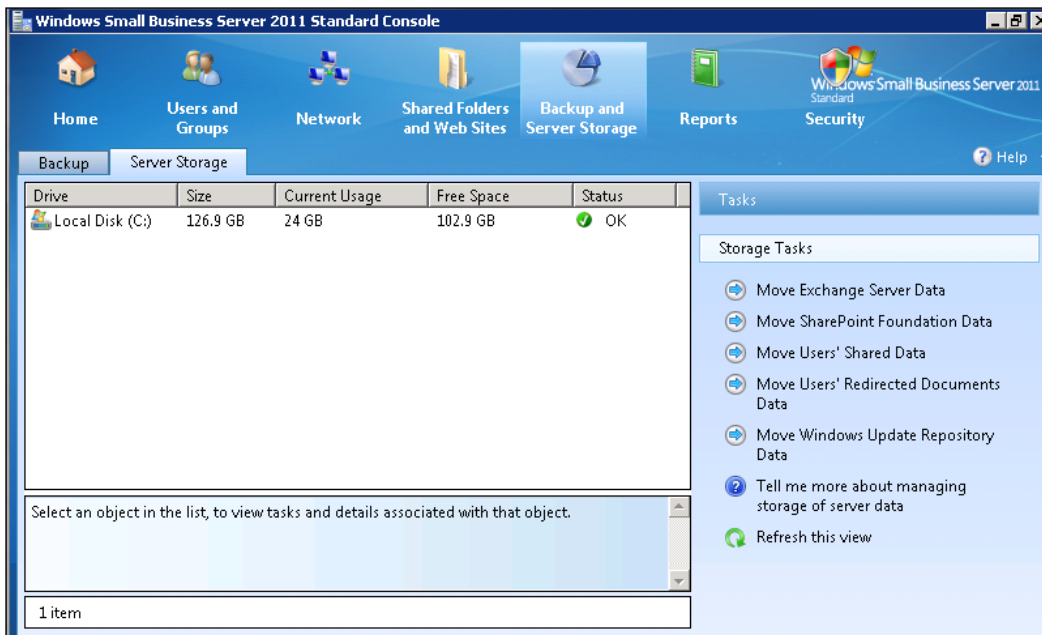 Windows Small Business Server 2011 Standard Console
Home
Users and
Groups
Network
Shared Folders
and Web Sites
Backup and
Server Storage
Reports
Security
Windows Small Business Server 2011
Standard
Backup
Server Storage
Help
Drive Size Current Usage Free Space Status
Local Disk (C:) 126.9 GB 24 GB 102.9 GB OK
Select an object in the list, to view tasks and details associated with that object.
1 item
Tasks
Storage Tasks
Move Exchange Server Data
Move SharePoint Foundation Data
Move Users' Shared Data
Move Users' Redirected Documents
Data
Move Windows Update Repository
Data
Tell me more about managing
storage of server data
Refresh this view